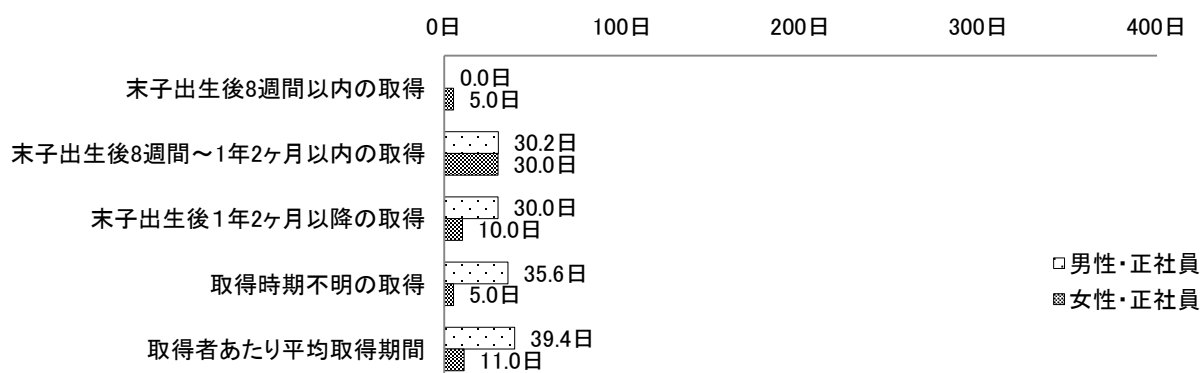 0日 100日 200日 300日 400日
末子出生後8週間以内の取得
0.0日
5.0日
末子出生後8週間～1年2ヶ月以内の取得
30.2日
30.0日
末子出生後１年2ヶ月以降の取得
30.0日
10.0日
取得時期不明の取得
35.6日
5.0日
取得者あたり平均取得期間
39.4日
11.0日
男性・正社員
女性・正社員